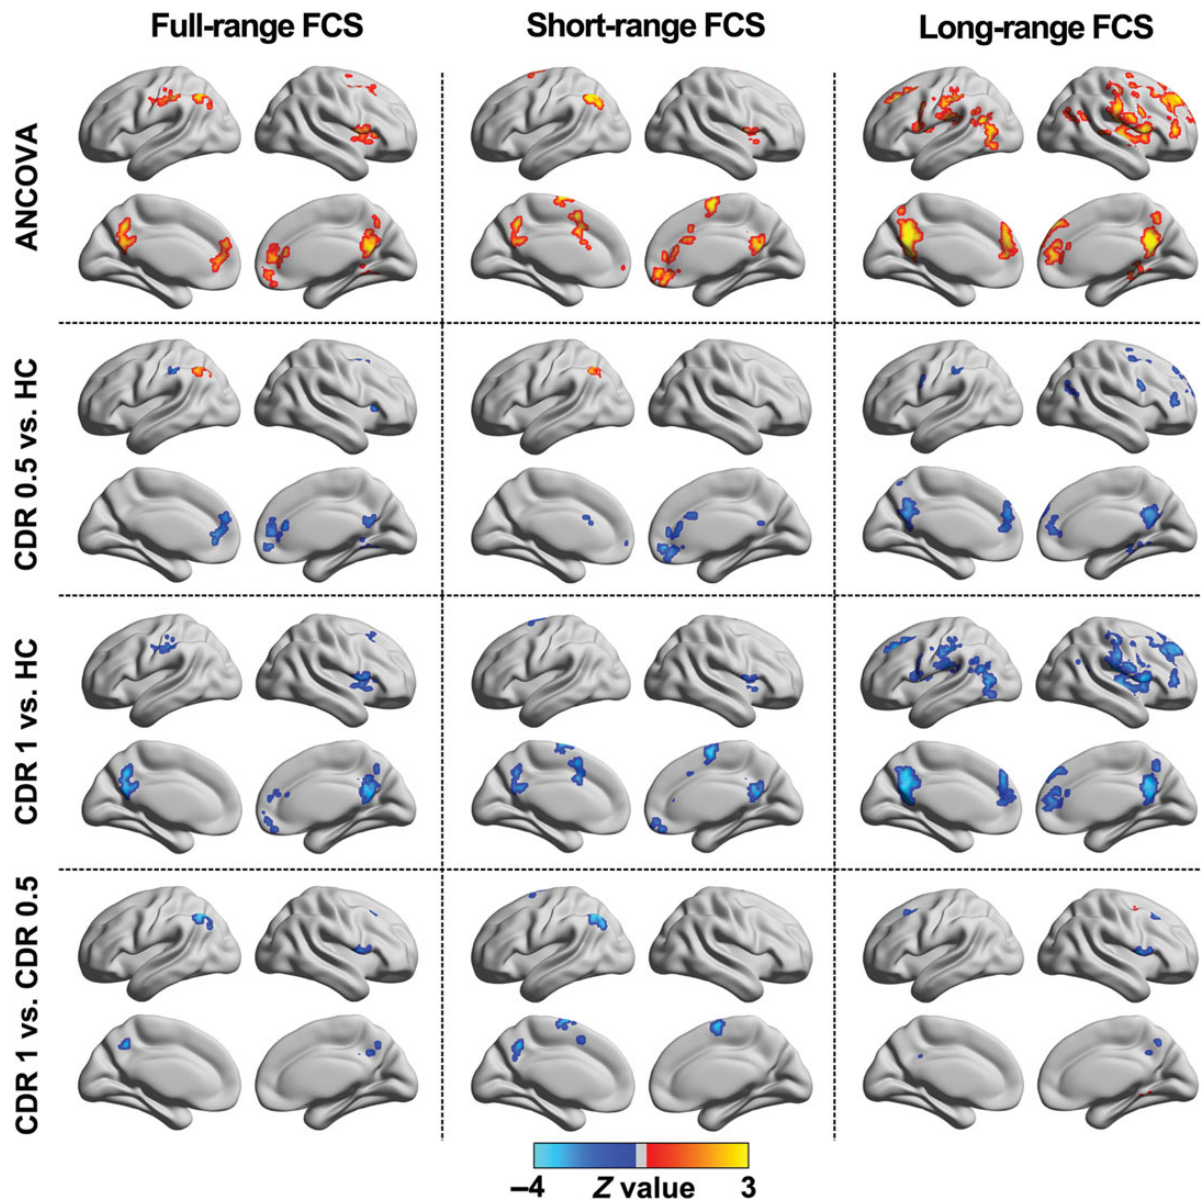 Full-range FCS
Short-range FCS
Long-range FCS
ANCOVA
CDR 0.5 vs. HC
CDR 1 vs. HC
CDR 1 vs. CDR 0.5
–4 Z value 3